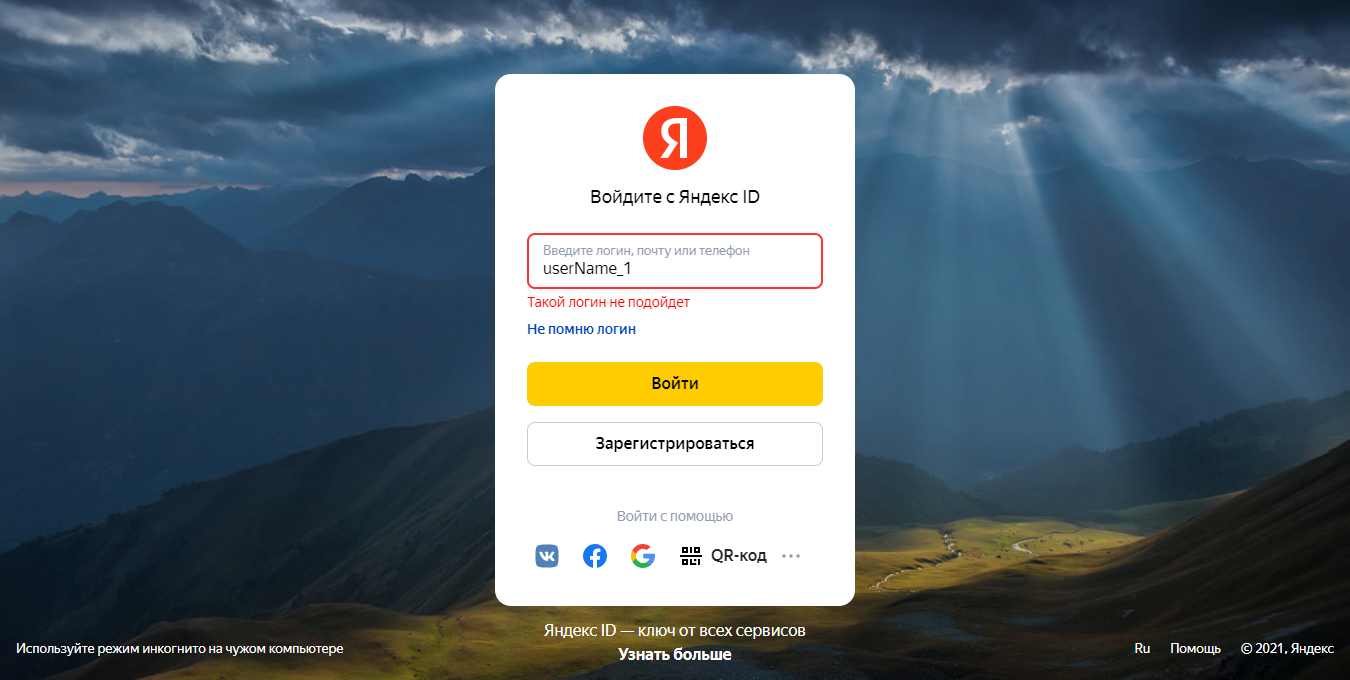 Я
Войдите с Яндекс ID
Введите логин, почту или телефон
userName_1
Такой логин не подойдет
Не помню логин
Войти
Зарегистрироваться
Войти с помощью
QR-код
Яндекс ID — ключ от всех сервисов
Узнать больше
Используйте режим инкогнито на чужом компьютере
Ru Помощь © 2021, Яндекс